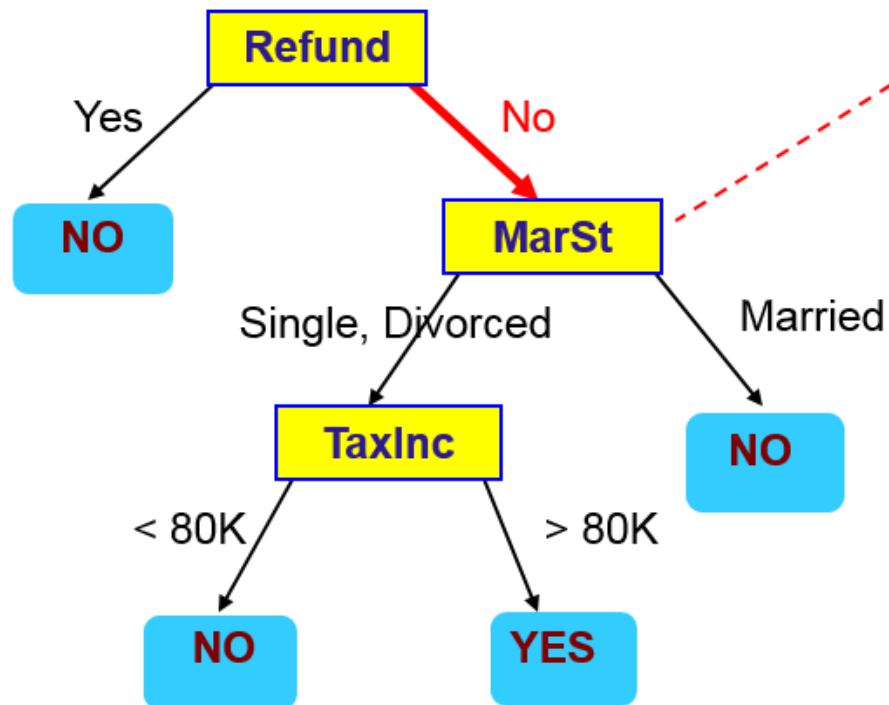 Refund
Yes
No
NO
MarSt
Single, Divorced
Married
TaxInc
NO
< 80K
> 80K
NO
YES